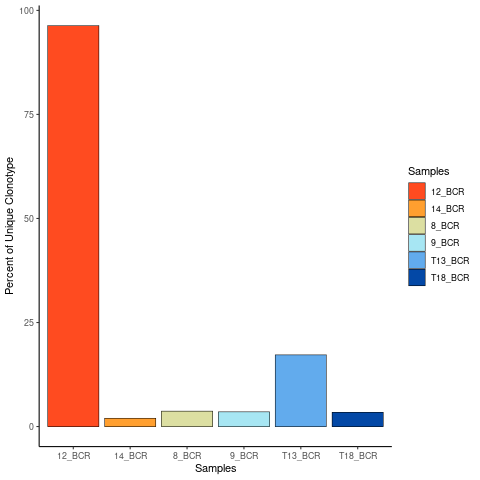 Percent of Unique Clonotype
100
75
50
25
0
12_BCR 14_BCR 8_BCR 9_BCR T13_BCR T18_BCR
Samples
Samples
12_BCR
14_BCR
8_BCR
9_BCR
T13_BCR
T18_BCR